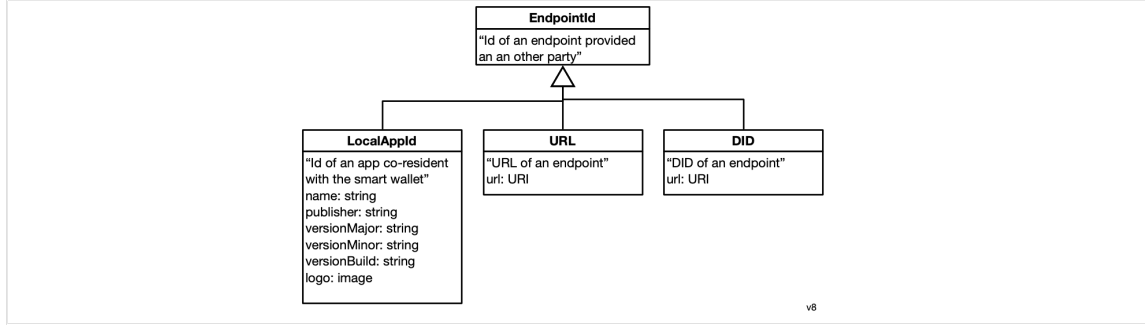 EndpointId
“Id of an endpoint provided
an an other party”
LocalAppId
“Id of an app co-resident
with the smart wallet”
name: string
publisher: string
versionMajor: string
versionMinor: string
versionBuild: string
logo: image
URL
“URL of an endpoint”
url: URI
DID
“DID of an endpoint”
url: URI
v8